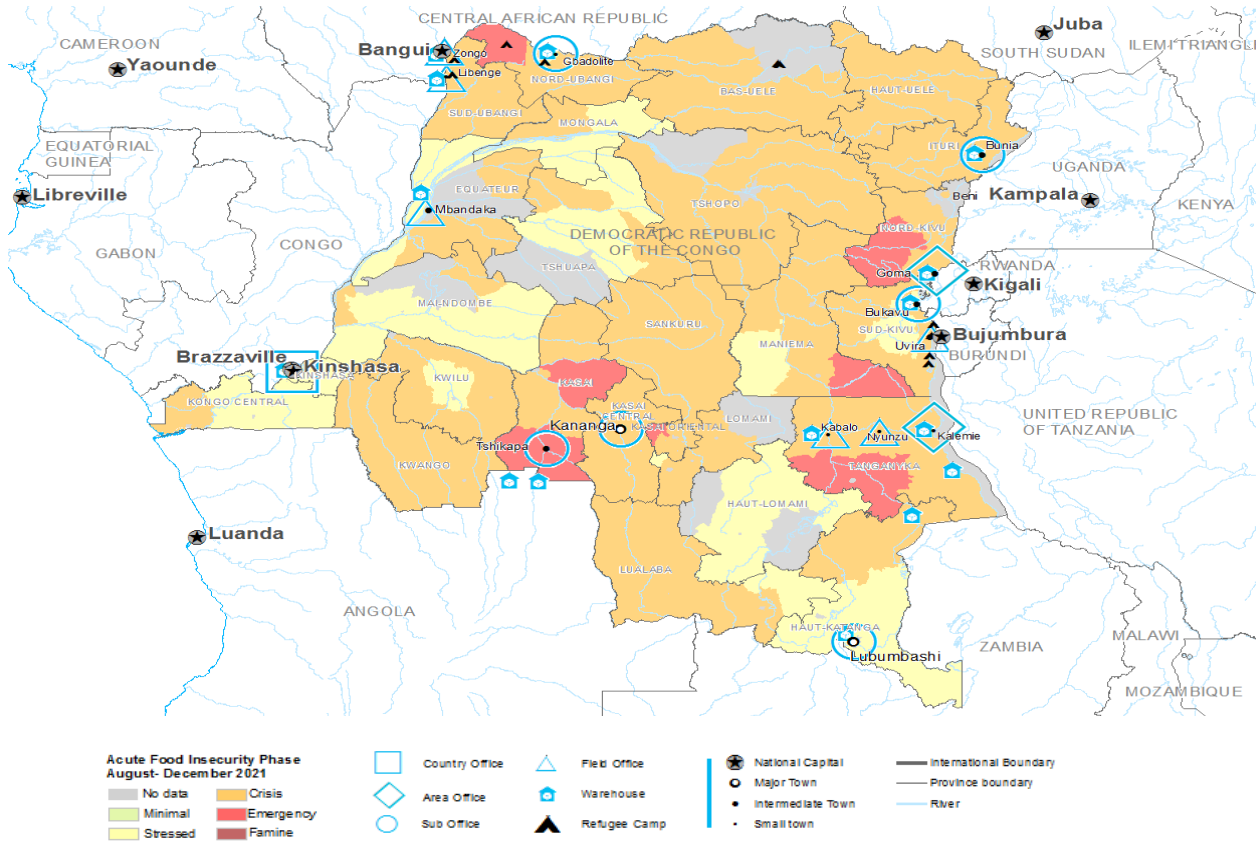 CENTRAL AFRICAN REPUBLIC
Juba
CAMEROON
Bangui
Zongo
Gbadolite
SOUTH SUDAN
ILEMI TRIANGLE
Yaounde
Libenge
NORD-UBANGI
BAS-UELE
HAUT-UELE
SUD-UBANGI
MONGALA
EQUATORIAL
GUINEA
ITURI
Bunia
UGANDA
Libreville
EQUATEUR
TSHOPO
Beni
Kampala
KENYA
Mbandaka
NORD-KIVU
CONGO
DEMOCRATIC REPUBLIC
OF THE CONGO
GABON
TSHUAPA
Goma
RWANDA
Kigali
MAI-NDOMBE
Bukavu
SANKURU
SUD-KIVU
Bujumbura
MANIEMA
Uvira
BURUNDI
Brazzaville
Kinshasa
KINSHASA
KWILU
KASAI
KONGO CENTRAL
KASAI
CENTRAL
LOMAMI
UNITED REPUBLIC
OF TANZANIA
Kananga
KASAI ORIENTAL
Kabalo
Nyunzu
Kalemie
Tshikapa
KWANGO
TANGANYIKA
HAUT-LOMAMI
Luanda
LUALABA
ANGOLA
HAUT-KATANGA
ZAMBIA
MALAWI
Lubumbashi
MOZAMBIQUE
Acute Food Insecurity Phase
August- December 2021
No data
Crisis
Minimal
Emergency
Stressed
Famine
Country Office
Area Office
Sub Office
Field Office
Warehouse
Refugee Camp
National Capital
Major Town
Intermediate Town
Small town
International Boundary
Province boundary
River